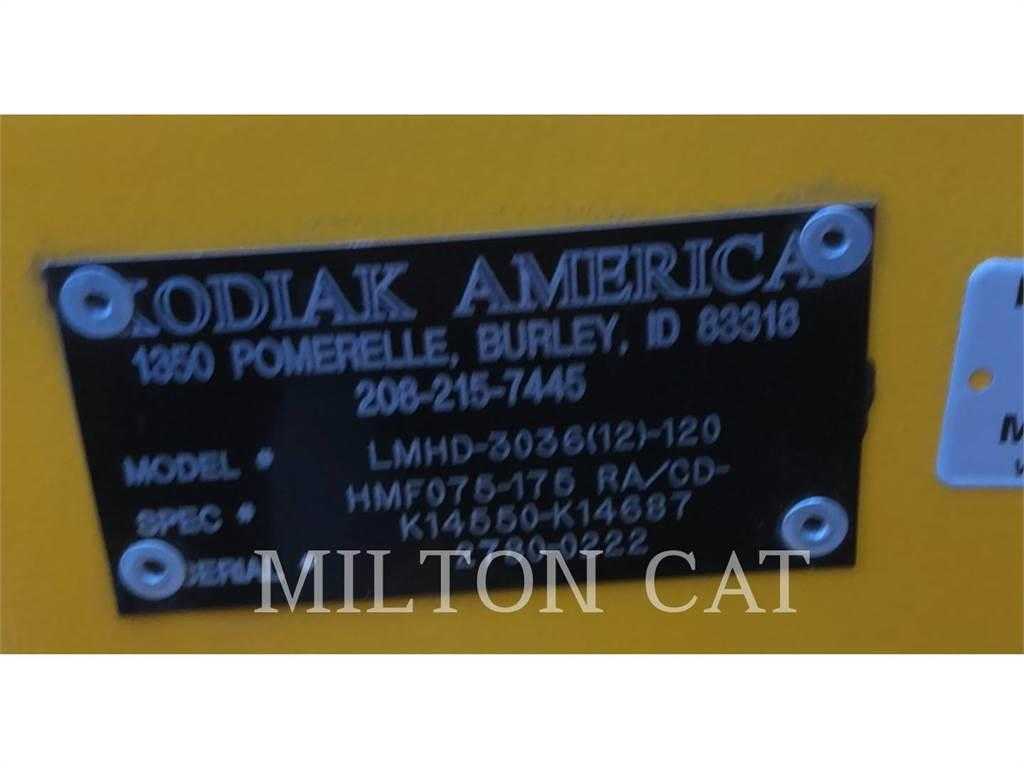 KODIAK AMERICA
1350 POMERELLE, BURLEY, ID 83318
208-215-7445
MODEL # LMHD-3036(12)-120
HMF075-175 RA/CD-
SPEC # K14550-K14687
SERIAL #
MILTON CAT